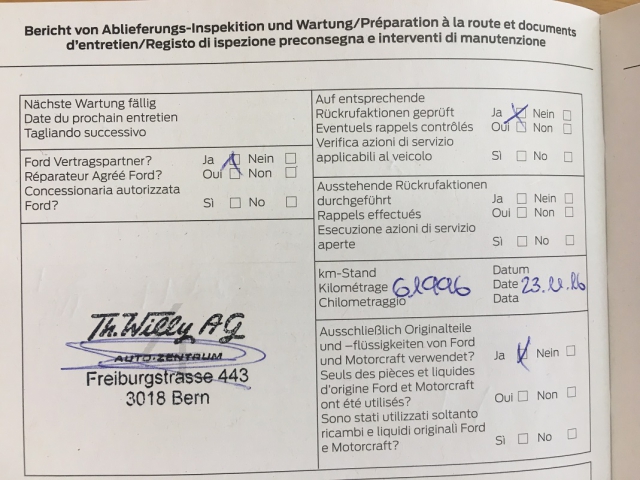 Bericht von Ablieferungs-Inspekition und Wartung/Préparation à la route et documents
d'entretien/Registo di ispezione preconsegna e interventi di manutenzione
Nächste Wartung fällig
Date du prochain entretien
Tagliando successivo
Ford Vertragspartner? Ja Nein
Réparateur Agréé Ford? Oui Non
Concessionaria autorizzata
Ford? Sì No
Th. Willy AG
AUTO-ZENTRUM
Freiburgstrasse 443
3018 Bern
Auf entsprechende
Rückrufaktionen geprüft Ja Nein
Eventuels rappels contrôlés Oui Non
Verifica azioni di servizio
applicabili al veicolo Sì No
Ausstehende Rückrufaktionen
durchgeführt Ja Nein
Rappels effectués Oui Non
Esecuzione azioni di servizio
aperte Sì No
km-Stand Datum
Kilométrage Date
Chilometraggio Data
Ausschließlich Originalteile
und –flüssigkeiten von Ford
und Motorcraft verwendet? Ja Nein
Seuls des pièces et liquides
d'origine Ford et Motorcraft
ont été utilisés? Oui Non
Sono stati utilizzati soltanto
ricambi e liquidi originali Ford
e Motorcraft? Sì No